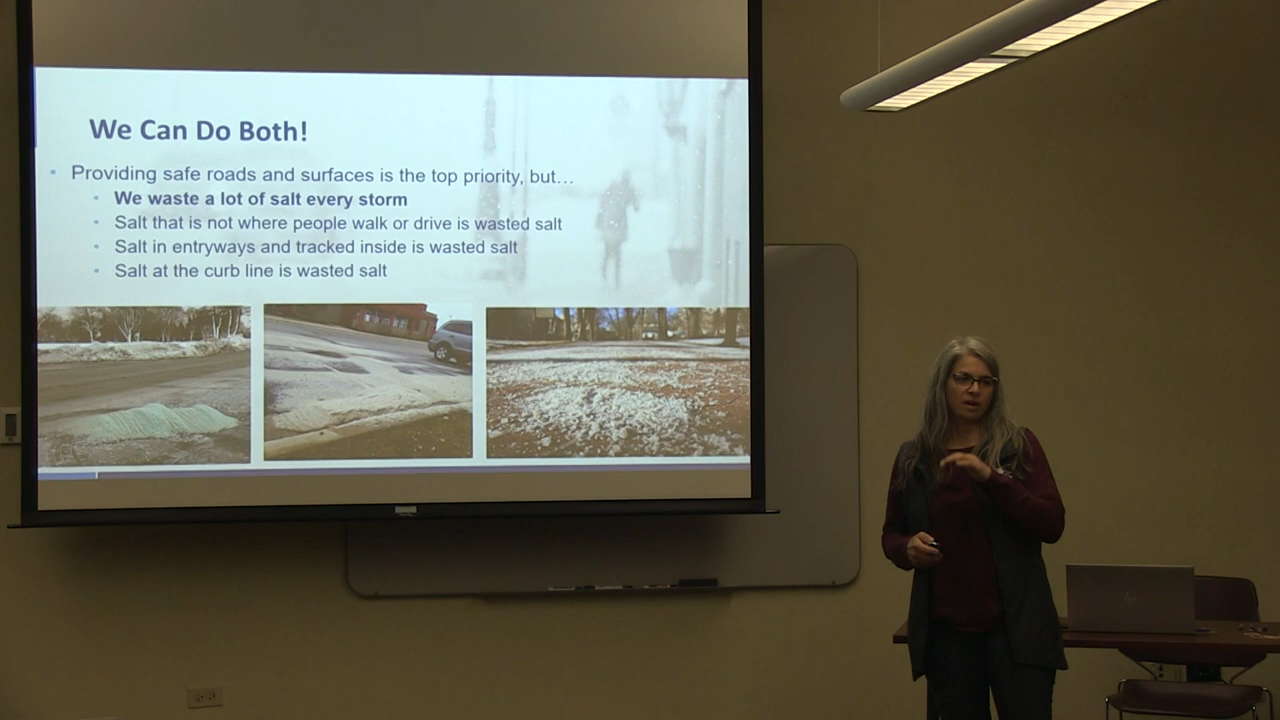 We Can Do Both!
Providing safe roads and surfaces is the top priority, but…
We waste a lot of salt every storm
Salt that is not where people walk or drive is wasted salt
Salt in entryways and tracked inside is wasted salt
Salt at the curb line is wasted salt
hp